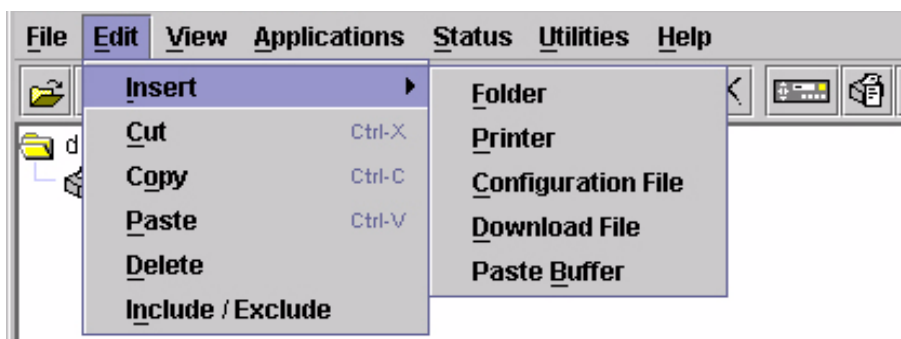 File Edit View Applications Status Utilities Help
Insert
Cut Ctrl-X
Copy Ctrl-C
Paste Ctrl-V
Delete
Include / Exclude
Folder
Printer
Configuration File
Download File
Paste Buffer
d